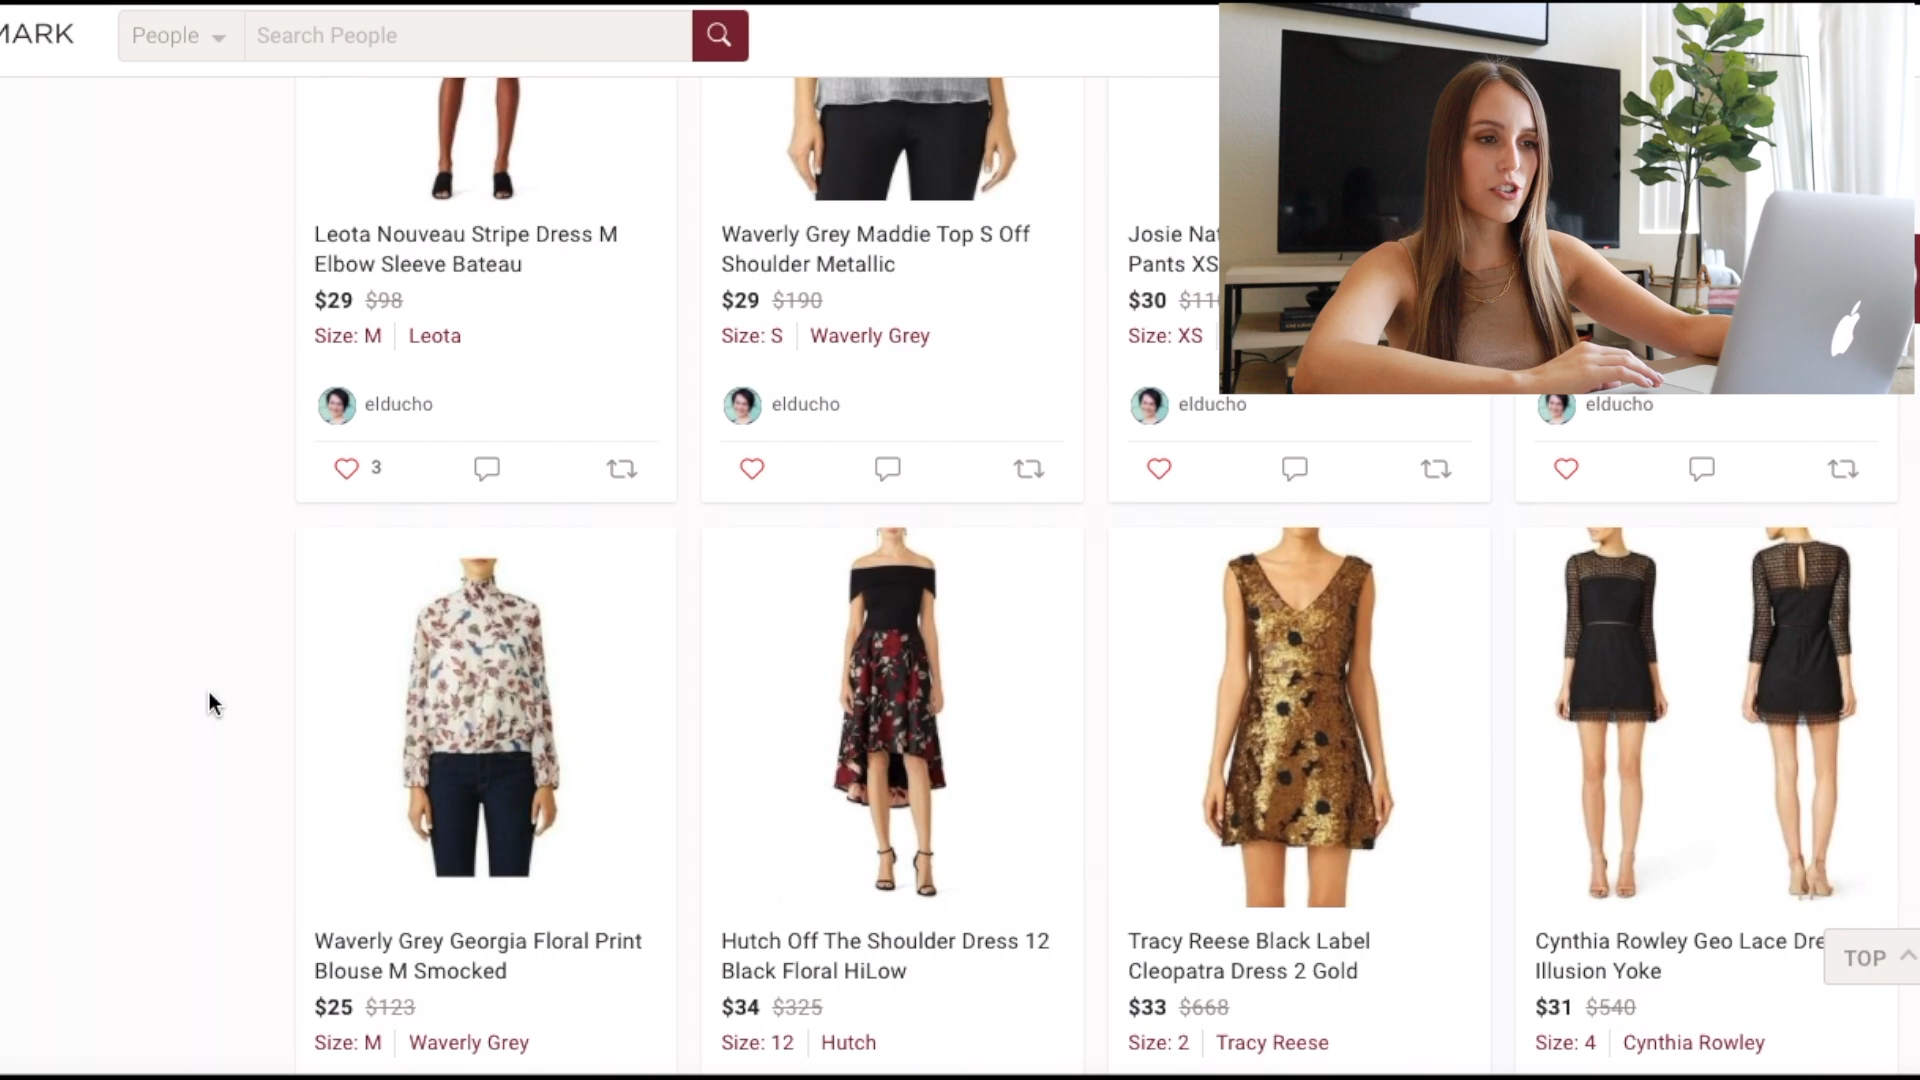 MARK
People
Search People
Leota Nouveau Stripe Dress M
Elbow Sleeve Bateau
$29 $98
Size: M Leota
elducho
3
Waverly Grey Maddie Top S Off
Shoulder Metallic
$29 $190
Size: S Waverly Grey
elducho
Josie Nat
Pants XS
$30
Size: XS
elducho
elducho
Waverly Grey Georgia Floral Print
Blouse M Smocked
$25 $123
Size: M Waverly Grey
Hutch Off The Shoulder Dress 12
Black Floral HiLow
$34 $325
Size: 12 Hutch
Tracy Reese Black Label
Cleopatra Dress 2 Gold
$33 $668
Size: 2 Tracy Reese
Cynthia Rowley Geo Lace Dre
Illusion Yoke
$31 $540
Size: 4 Cynthia Rowley
TOP